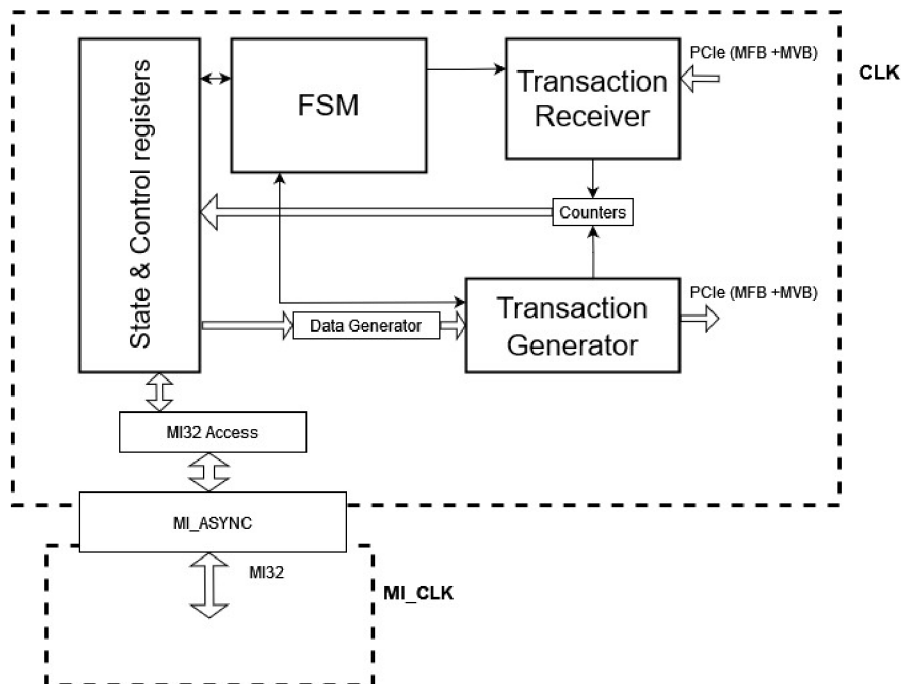 State & Control registers
FSM
Transaction
Receiver
PCIe (MFB +MVB)
CLK
Counters
Data Generator
Transaction
Generator
PCIe (MFB +MVB)
MI32 Access
MI_ASYNC
MI32
MI_CLK